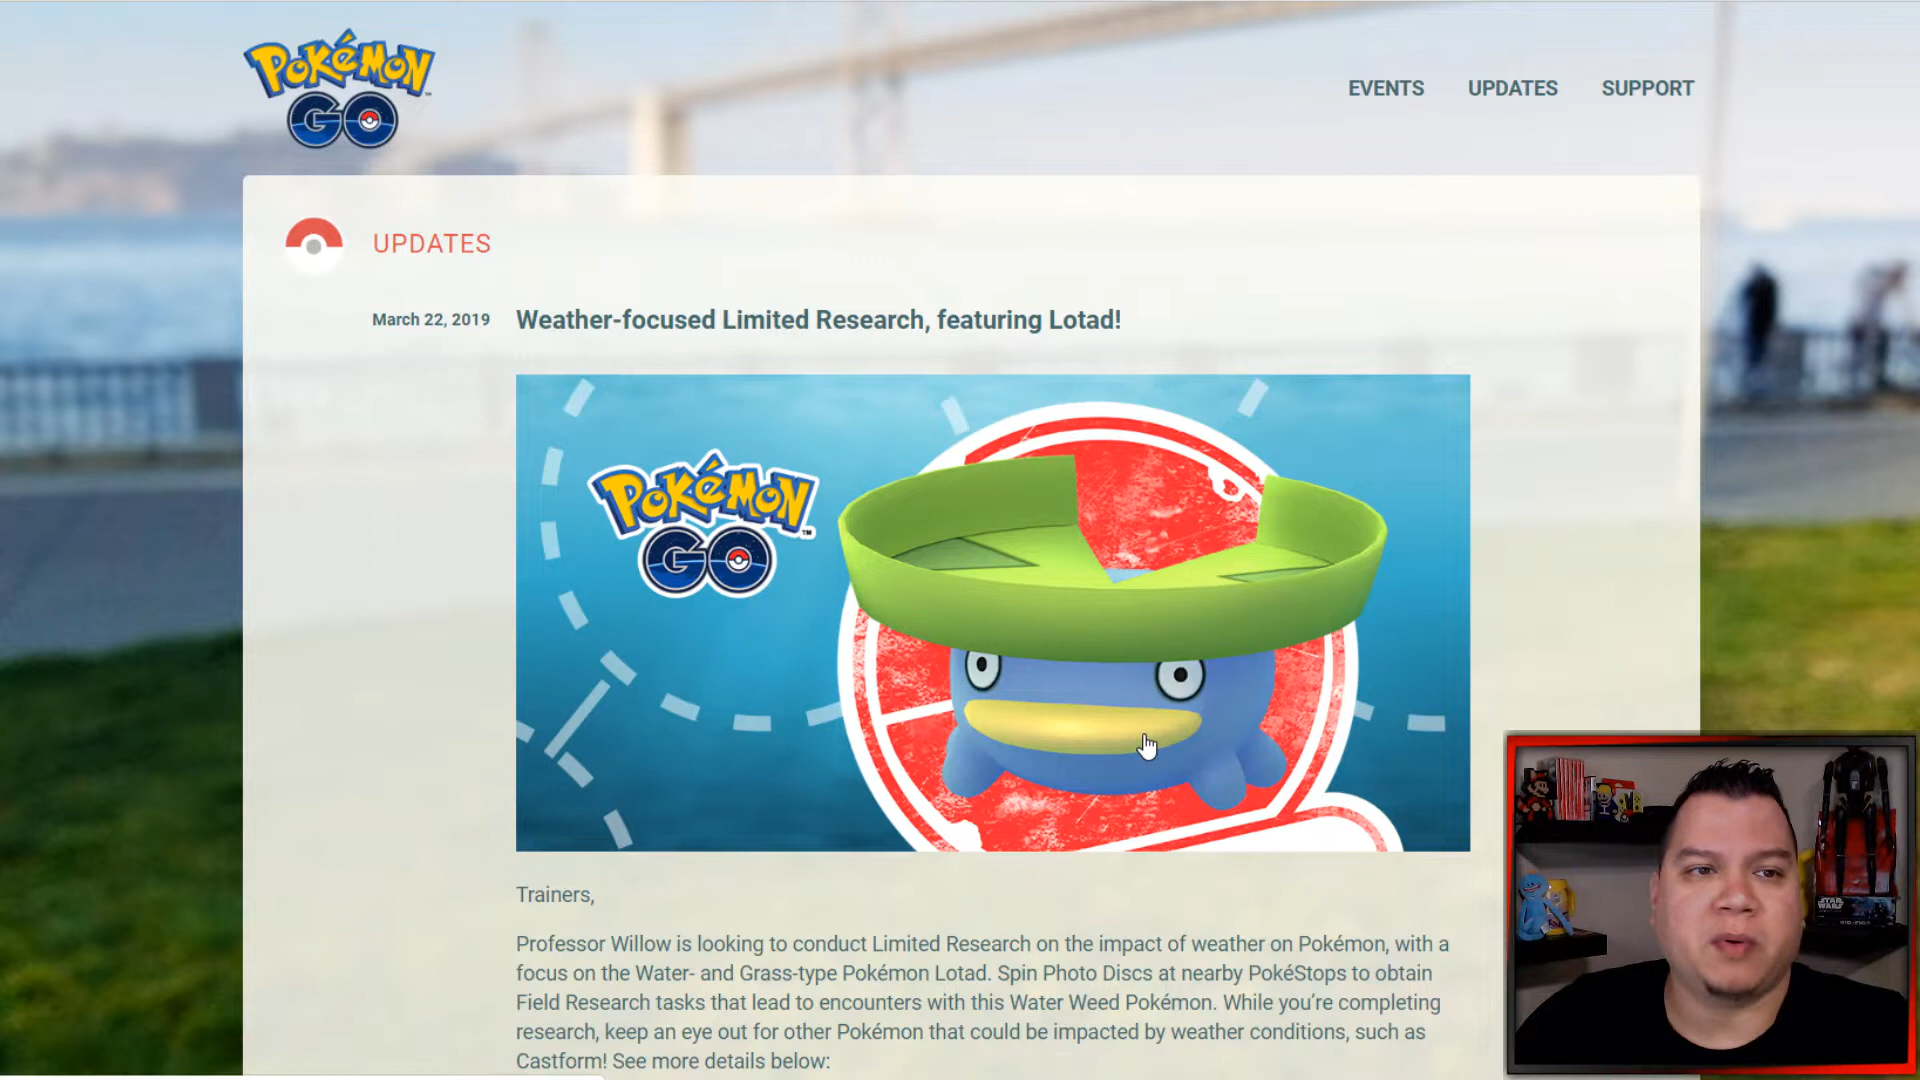 POKÉMON
GO
EVENTS UPDATES SUPPORT
UPDATES
March 22, 2019 Weather-focused Limited Research, featuring Lotad!
POKÉMON
GO
Trainers,
Professor Willow is looking to conduct Limited Research on the impact of weather on Pokémon, with a
focus on the Water- and Grass-type Pokémon Lotad. Spin Photo Discs at nearby PokéStops to obtain
Field Research tasks that lead to encounters with this Water Weed Pokémon. While you’re completing
research, keep an eye out for other Pokémon that could be impacted by weather conditions, such as
Castform! See more details below:
STAR
WARS